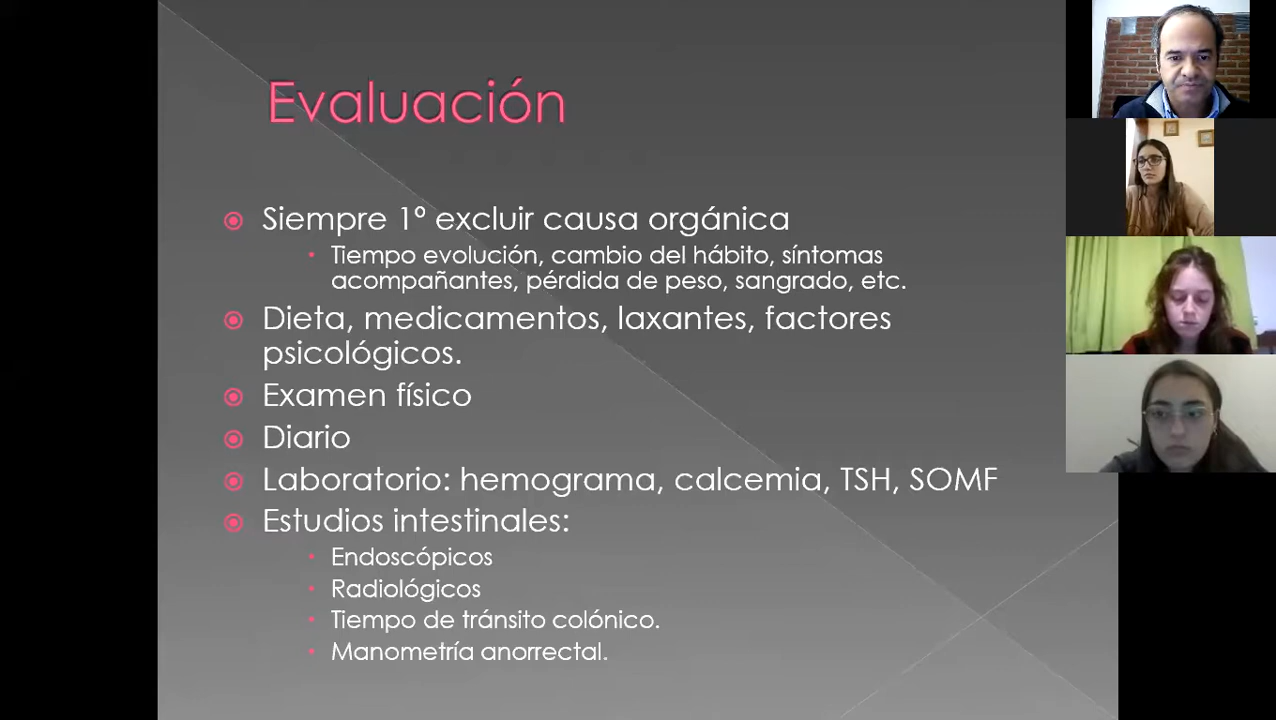 Evaluación
Siempre 1º excluir causa orgánica
Tiempo evolución, cambio del hábito, síntomas
acompañantes, pérdida de peso, sangrado, etc.
Dieta, medicamentos, laxantes, factores
psicológicos.
Examen físico
Diario
Laboratorio: hemograma, calcemia, TSH, SOMF
Estudios intestinales:
Endoscópicos
Radiológicos
Tiempo de tránsito colónico.
Manometría anorrectal.